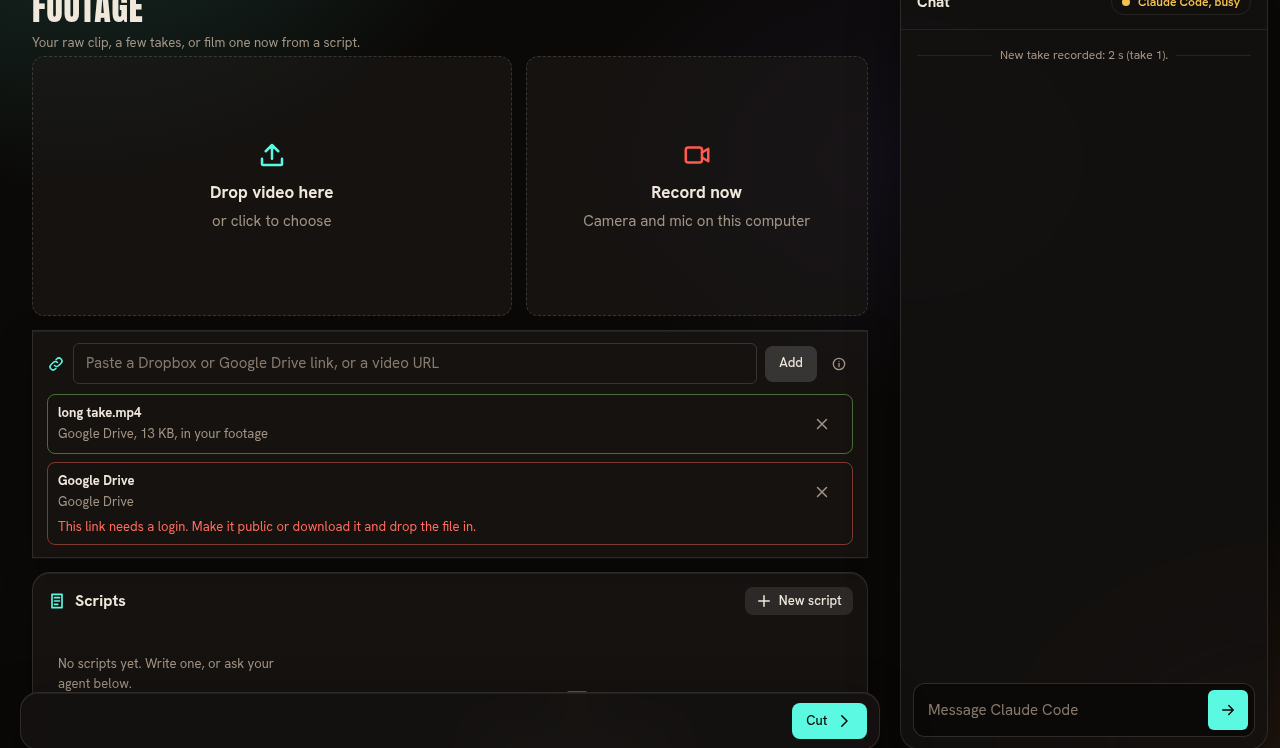 FOOTAGE
Your raw clip, a few takes, or film one now from a script.
Drop video here
or click to choose
Record now
Camera and mic on this computer
Paste a Dropbox or Google Drive link, or a video URL
Add
long take.mp4
Google Drive, 13 KB, in your footage
Google Drive
Google Drive
This link needs a login. Make it public or download it and drop the file in.
Scripts
New script
No scripts yet. Write one, or ask your
agent below.
Cut
Chat
Claude Code, busy
New take recorded: 2 s (take 1).
Message Claude Code